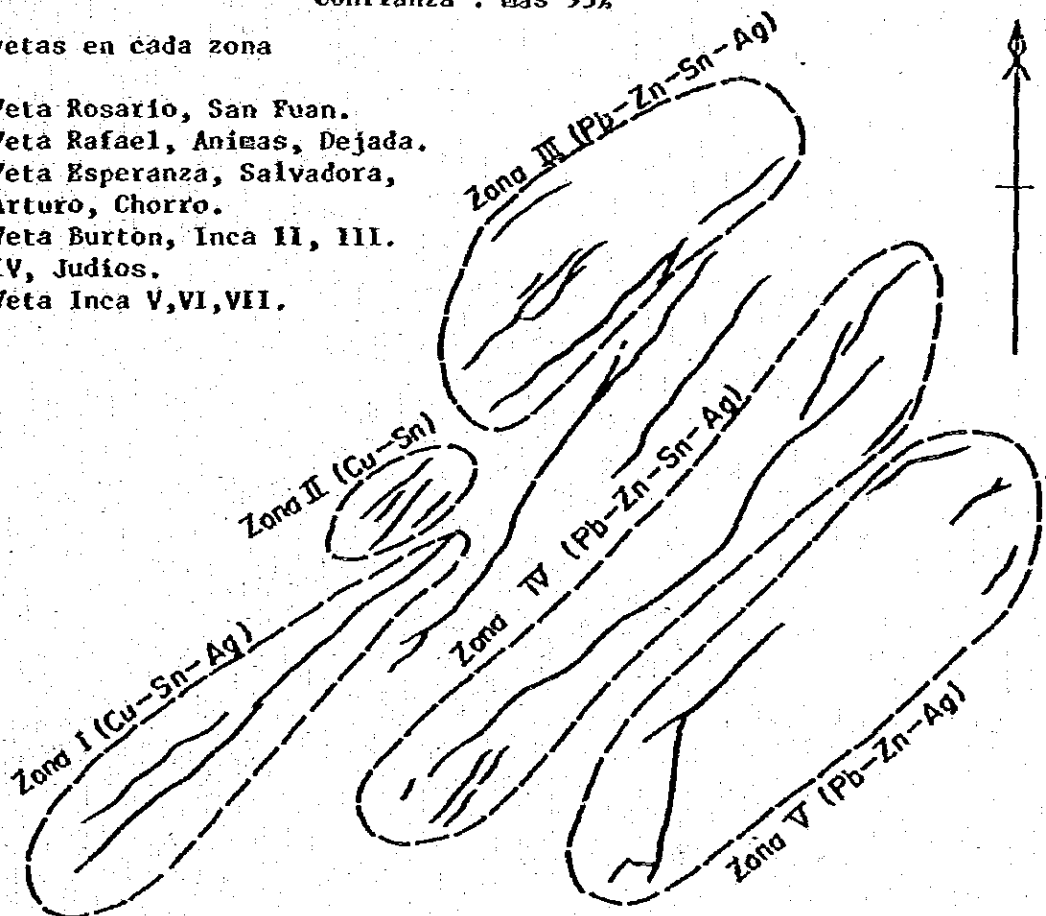 Confianza : mas 95%
vetas en cada zona
Veta Rosario, San Fuan.
Veta Rafael, Animas, Dejada.
Veta Esperanza, Salvadora,
Arturo, Chorro.
Veta Burton, Inca II, III.
IV, Judios.
Veta Inca V,VI,VII.
Zona III (Pb-Zn-Sn-Ag)
Zona II (Cu-Sn)
Zona IV (Pb-Zn-Sn-Ag)
Zona I (Cu-Sn-Ag)
Zona V (Pb-Zn-Ag)